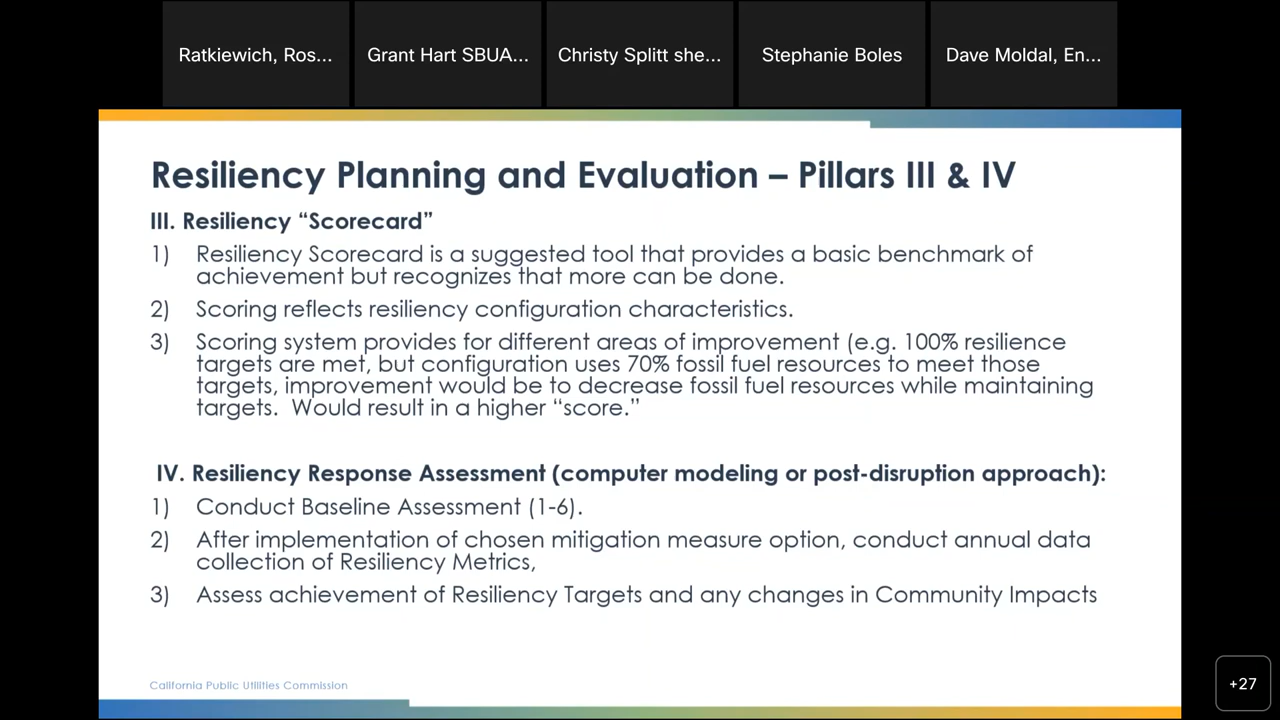 Ratkiewich, Ros...
Grant Hart SBUA...
Christy Splitt she...
Stephanie Boles
Dave Moldal, En...
Resiliency Planning and Evaluation – Pillars III & IV
III. Resiliency “Scorecard”
1) Resiliency Scorecard is a suggested tool that provides a basic benchmark of
achievement but recognizes that more can be done.
2) Scoring reflects resiliency configuration characteristics.
3) Scoring system provides for different areas of improvement (e.g. 100% resilience
targets are met, but configuration uses 70% fossil fuel resources to meet those
targets, improvement would be to decrease fossil fuel resources while maintaining
targets. Would result in a higher “score.”
IV. Resiliency Response Assessment (computer modeling or post-disruption approach):
1) Conduct Baseline Assessment (1-6).
2) After implementation of chosen mitigation measure option, conduct annual data
collection of Resiliency Metrics,
3) Assess achievement of Resiliency Targets and any changes in Community Impacts
California Public Utilities Commission
+27